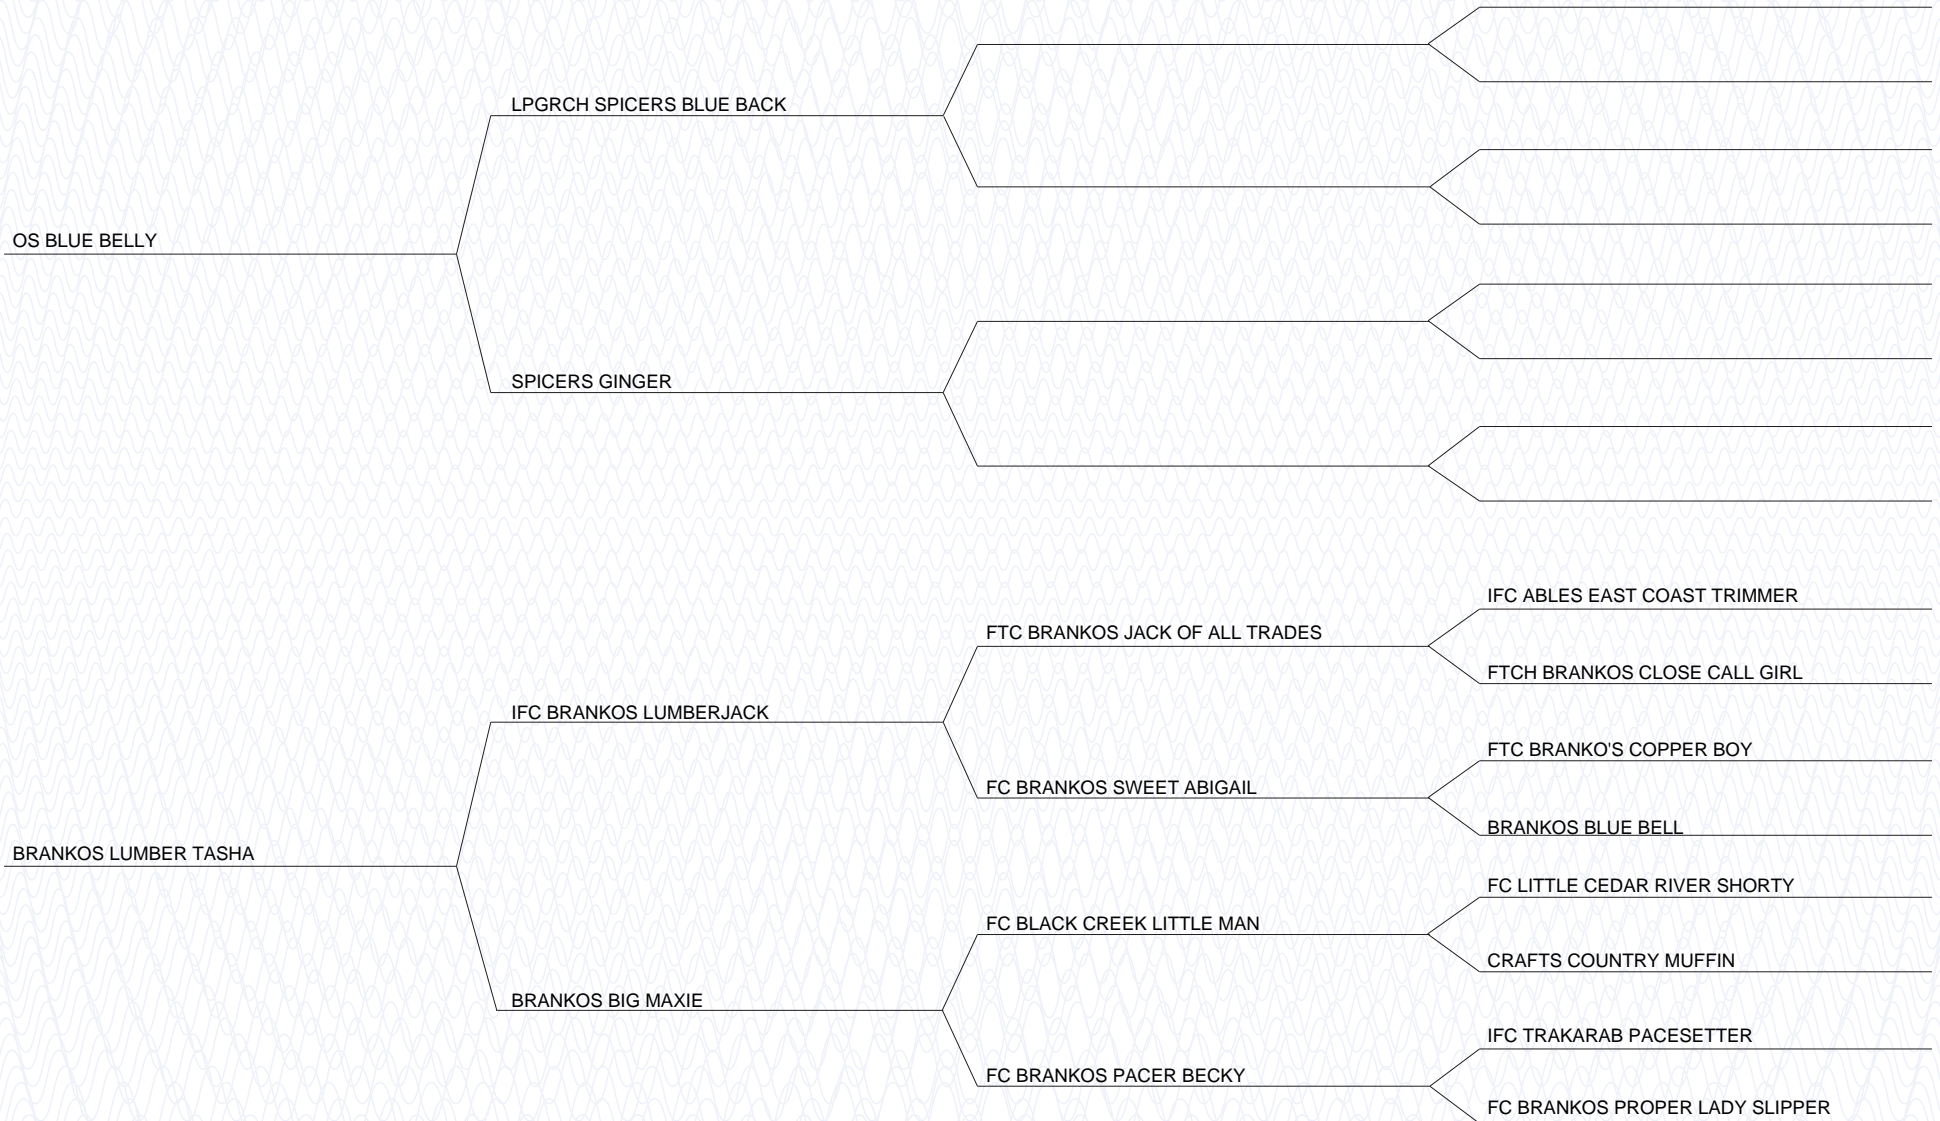 LPGRCH SPICERS BLUE BACK
OS BLUE BELLY
SPICERS GINGER
IFC ABLES EAST COAST TRIMMER
FTC BRANKOS JACK OF ALL TRADES
FTCH BRANKOS CLOSE CALL GIRL
IFC BRANKOS LUMBERJACK
FTC BRANKO'S COPPER BOY
FC BRANKOS SWEET ABIGAIL
BRANKOS BLUE BELL
BRANKOS LUMBER TASHA
FC LITTLE CEDAR RIVER SHORTY
FC BLACK CREEK LITTLE MAN
CRAFTS COUNTRY MUFFIN
BRANKOS BIG MAXIE
IFC TRAKARAB PACESETTER
FC BRANKOS PACER BECKY
FC BRANKOS PROPER LADY SLIPPER